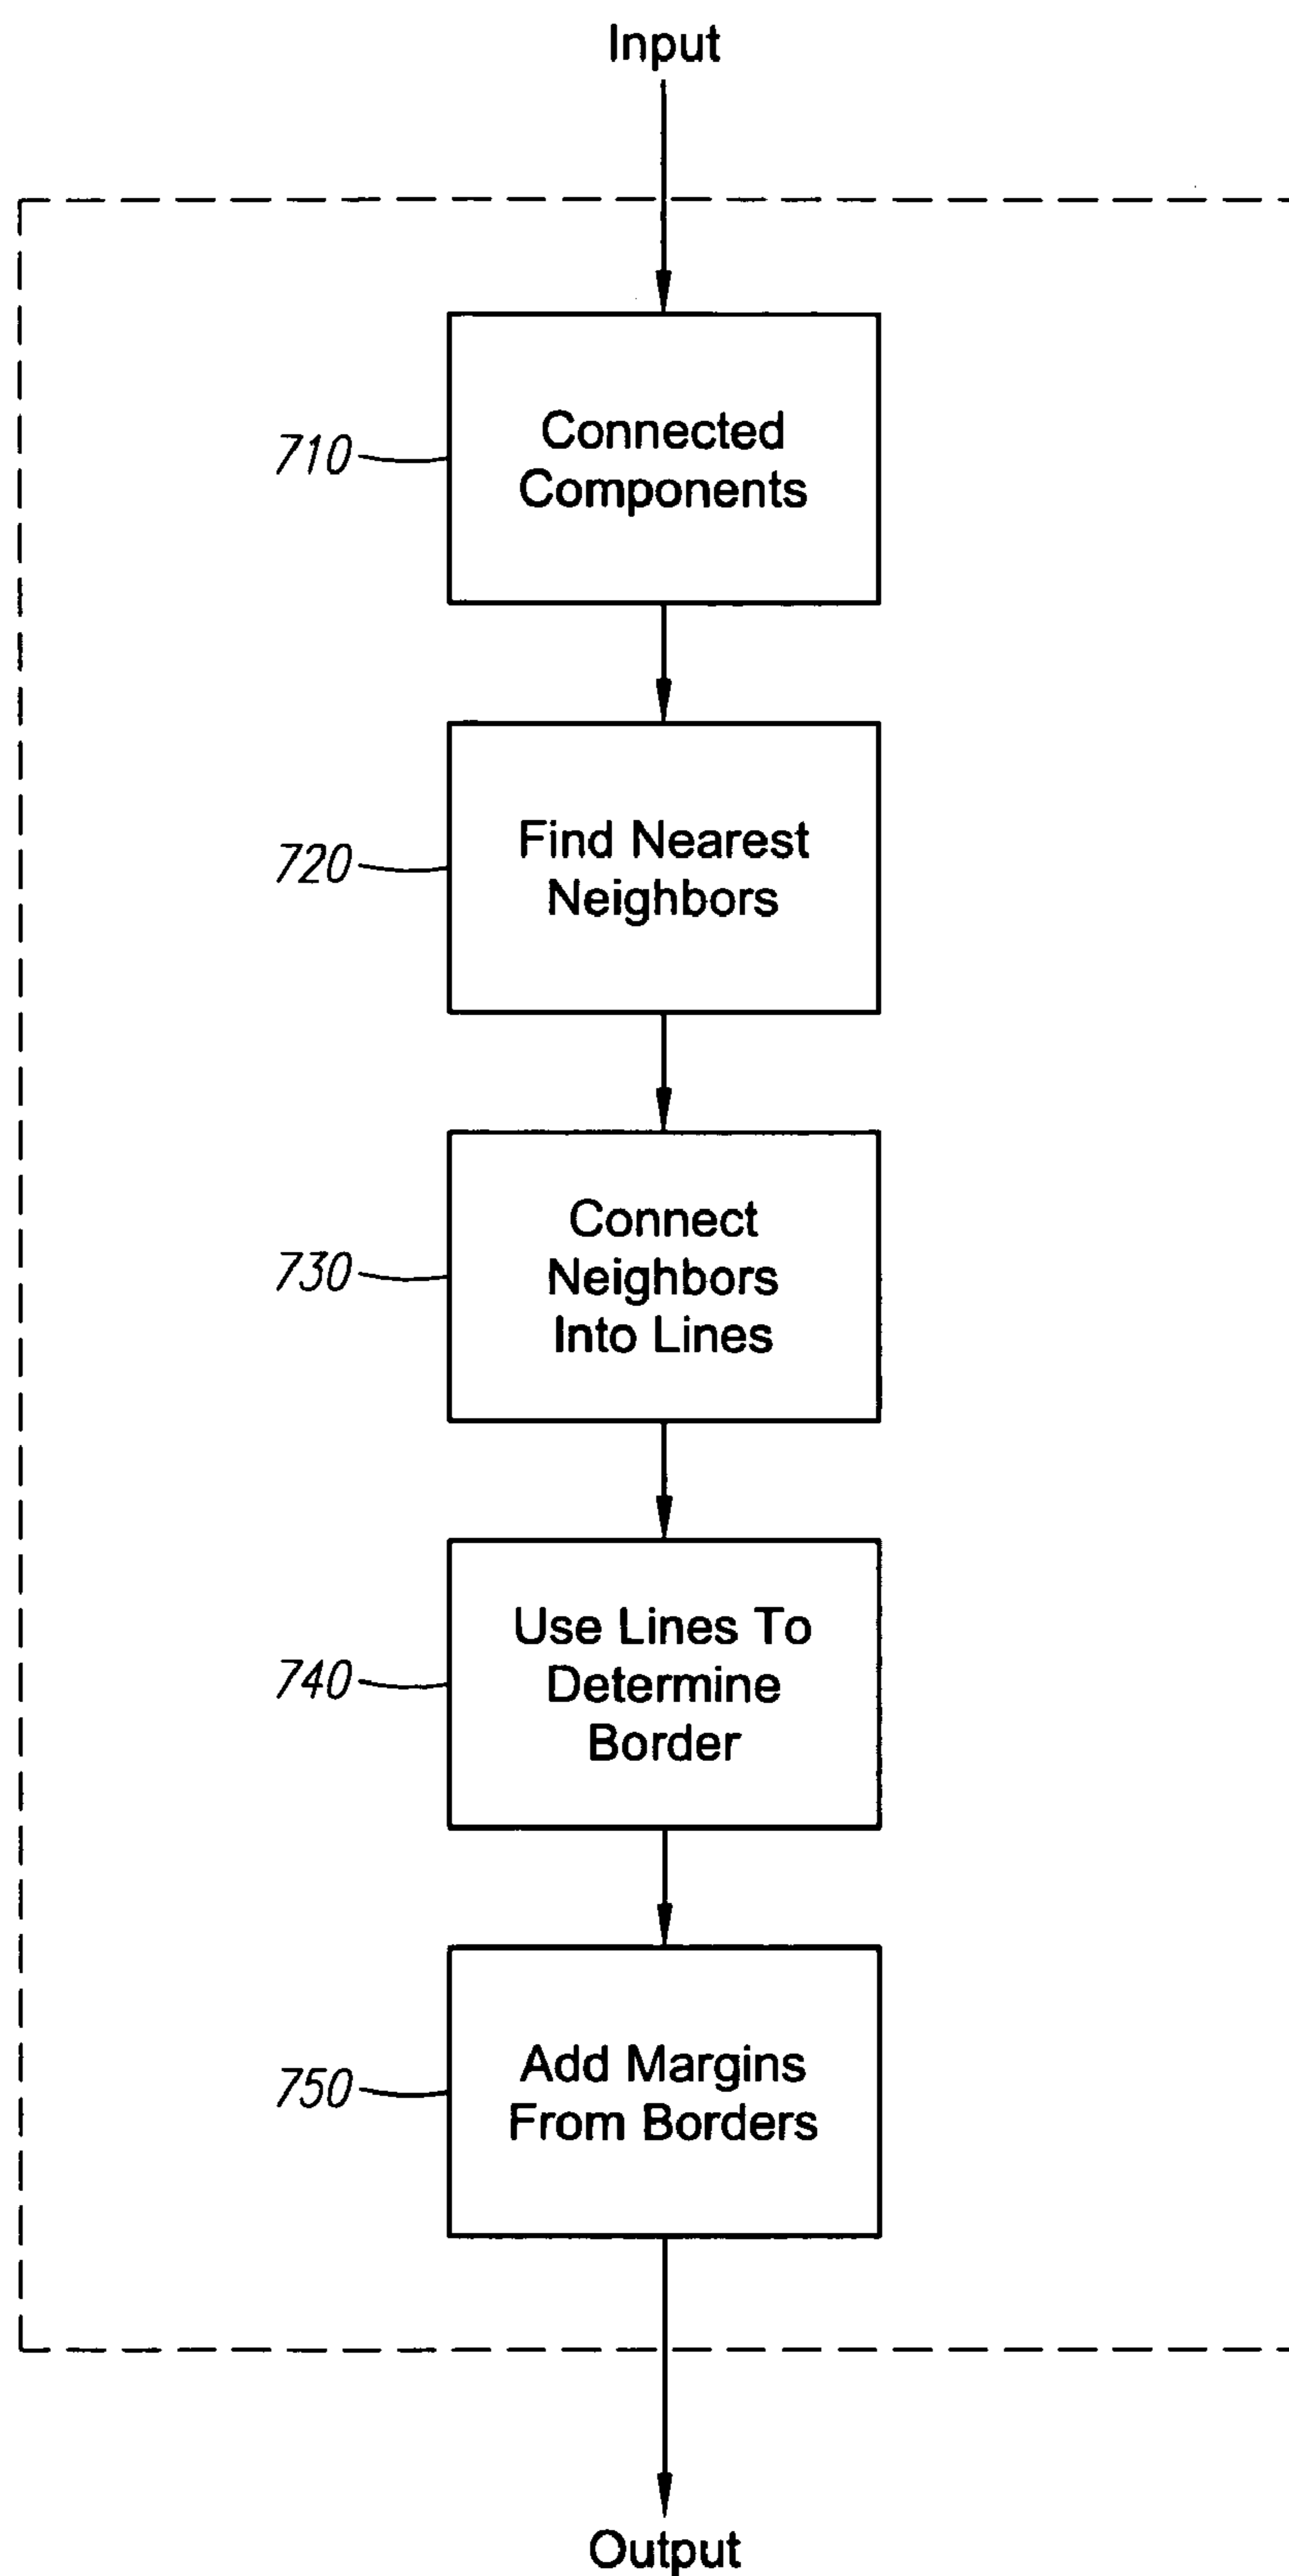 Input
710
Connected
Components
720
Find Nearest
Neighbors
730
Connect
Neighbors
Into Lines
740
Use Lines To
Determine
Border
750
Add Margins
From Borders
Output